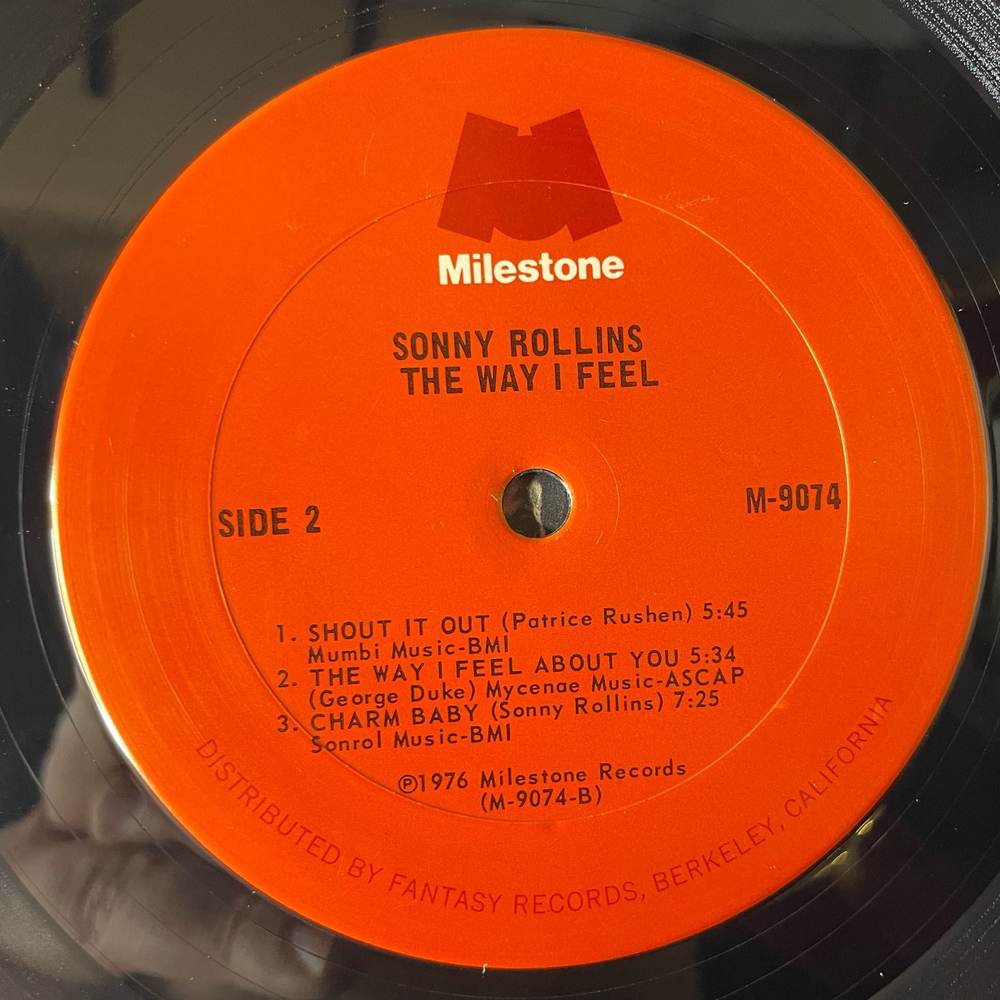 Milestone
SONNY ROLLINS
THE WAY I FEEL
SIDE 2
M-9074
1. SHOUT IT OUT (Patrice Rushen) 5:45
Mumbi Music-BMI
2. THE WAY I FEEL ABOUT YOU 5:34
(George Duke) Mycenae Music-ASCAP
3. CHARM BABY (Sonny Rollins) 7:25
Sonrol Music-BMI
℗1976 Milestone Records
(M-9074-B)
DISTRIBUTED BY FANTASY RECORDS, BERKELEY, CALIFORNIA